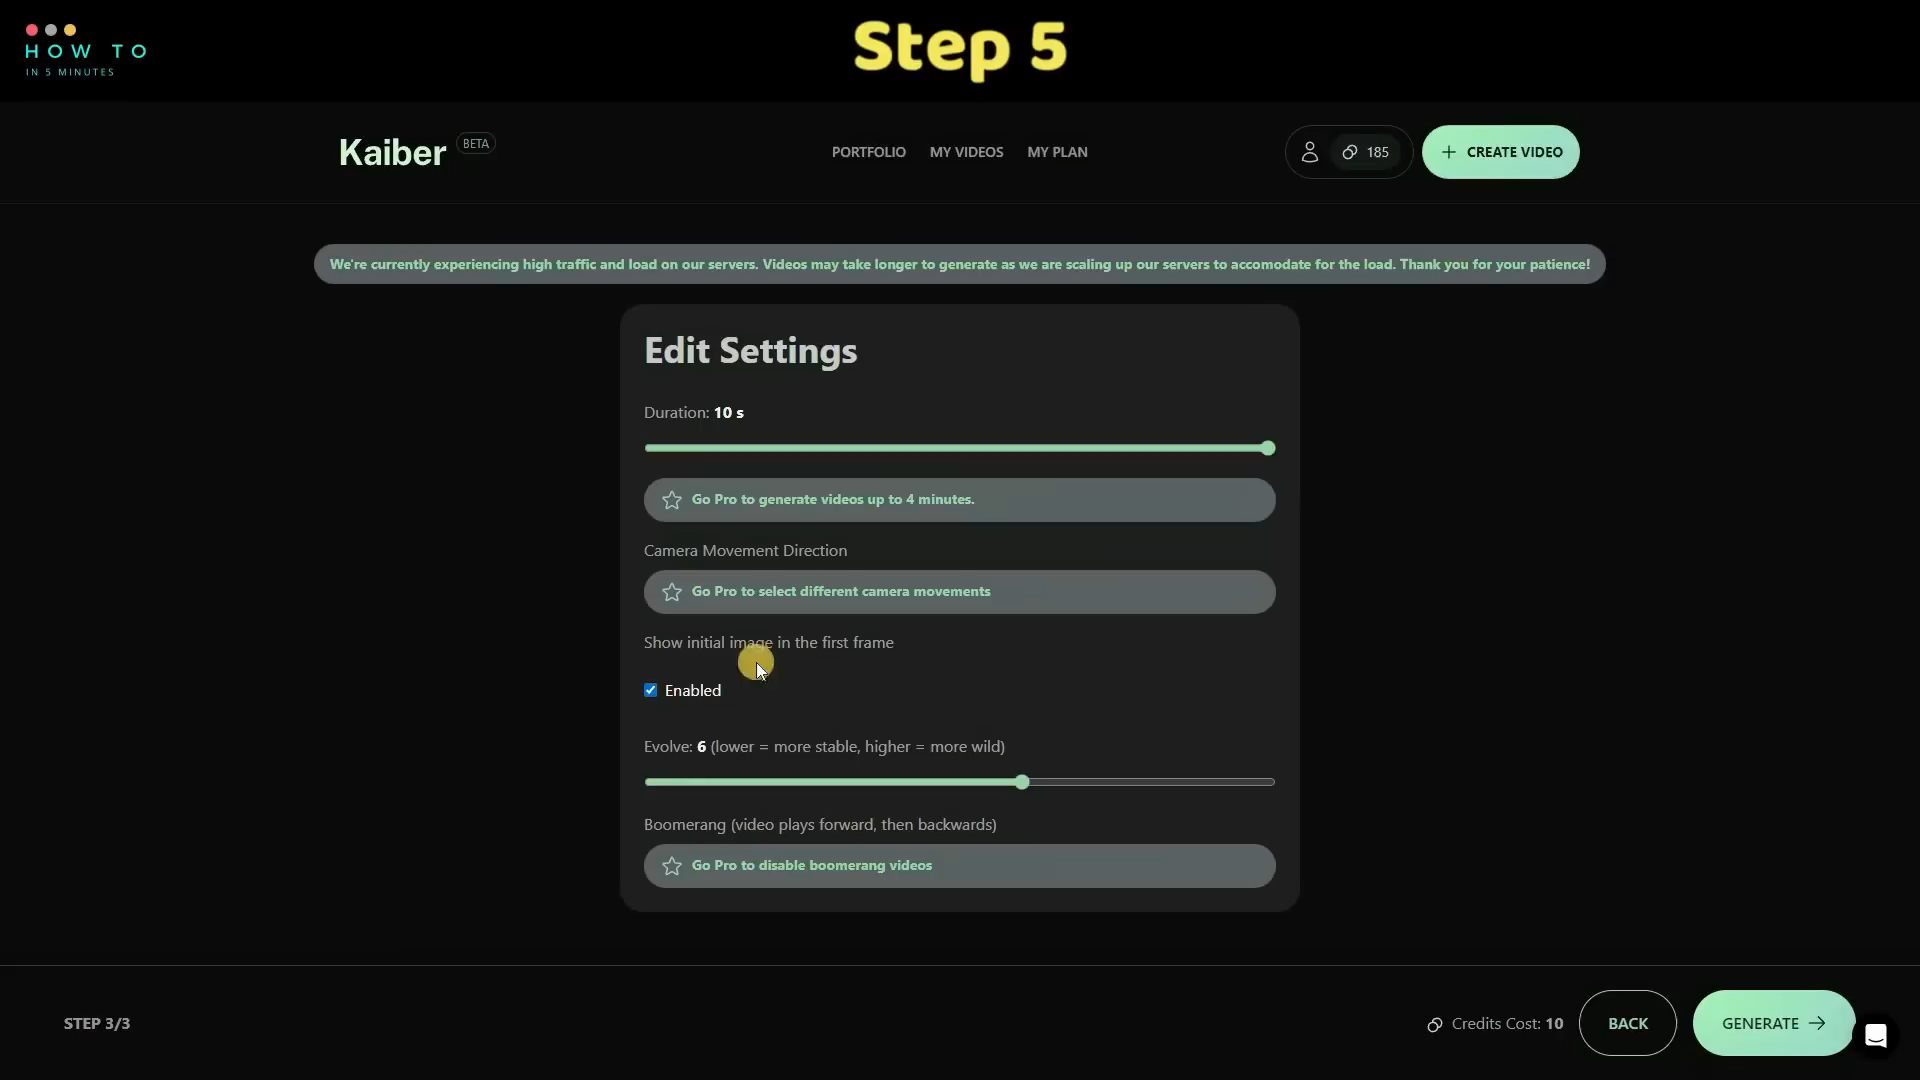 HOW TO
IN 5 MINUTES
Step 5
Kaiber BETA
PORTFOLIO MY VIDEOS MY PLAN
185
CREATE VIDEO
We're currently experiencing high traffic and load on our servers. Videos may take longer to generate as we are scaling up our servers to accomodate for the load. Thank you for your patience!
Edit Settings
Duration: 10 s
Go Pro to generate videos up to 4 minutes.
Camera Movement Direction
Go Pro to select different camera movements
Show initial image in the first frame
Enabled
Evolve: 6 (lower = more stable, higher = more wild)
Boomerang (video plays forward, then backwards)
Go Pro to disable boomerang videos
STEP 3/3
Credits Cost: 10
BACK
GENERATE